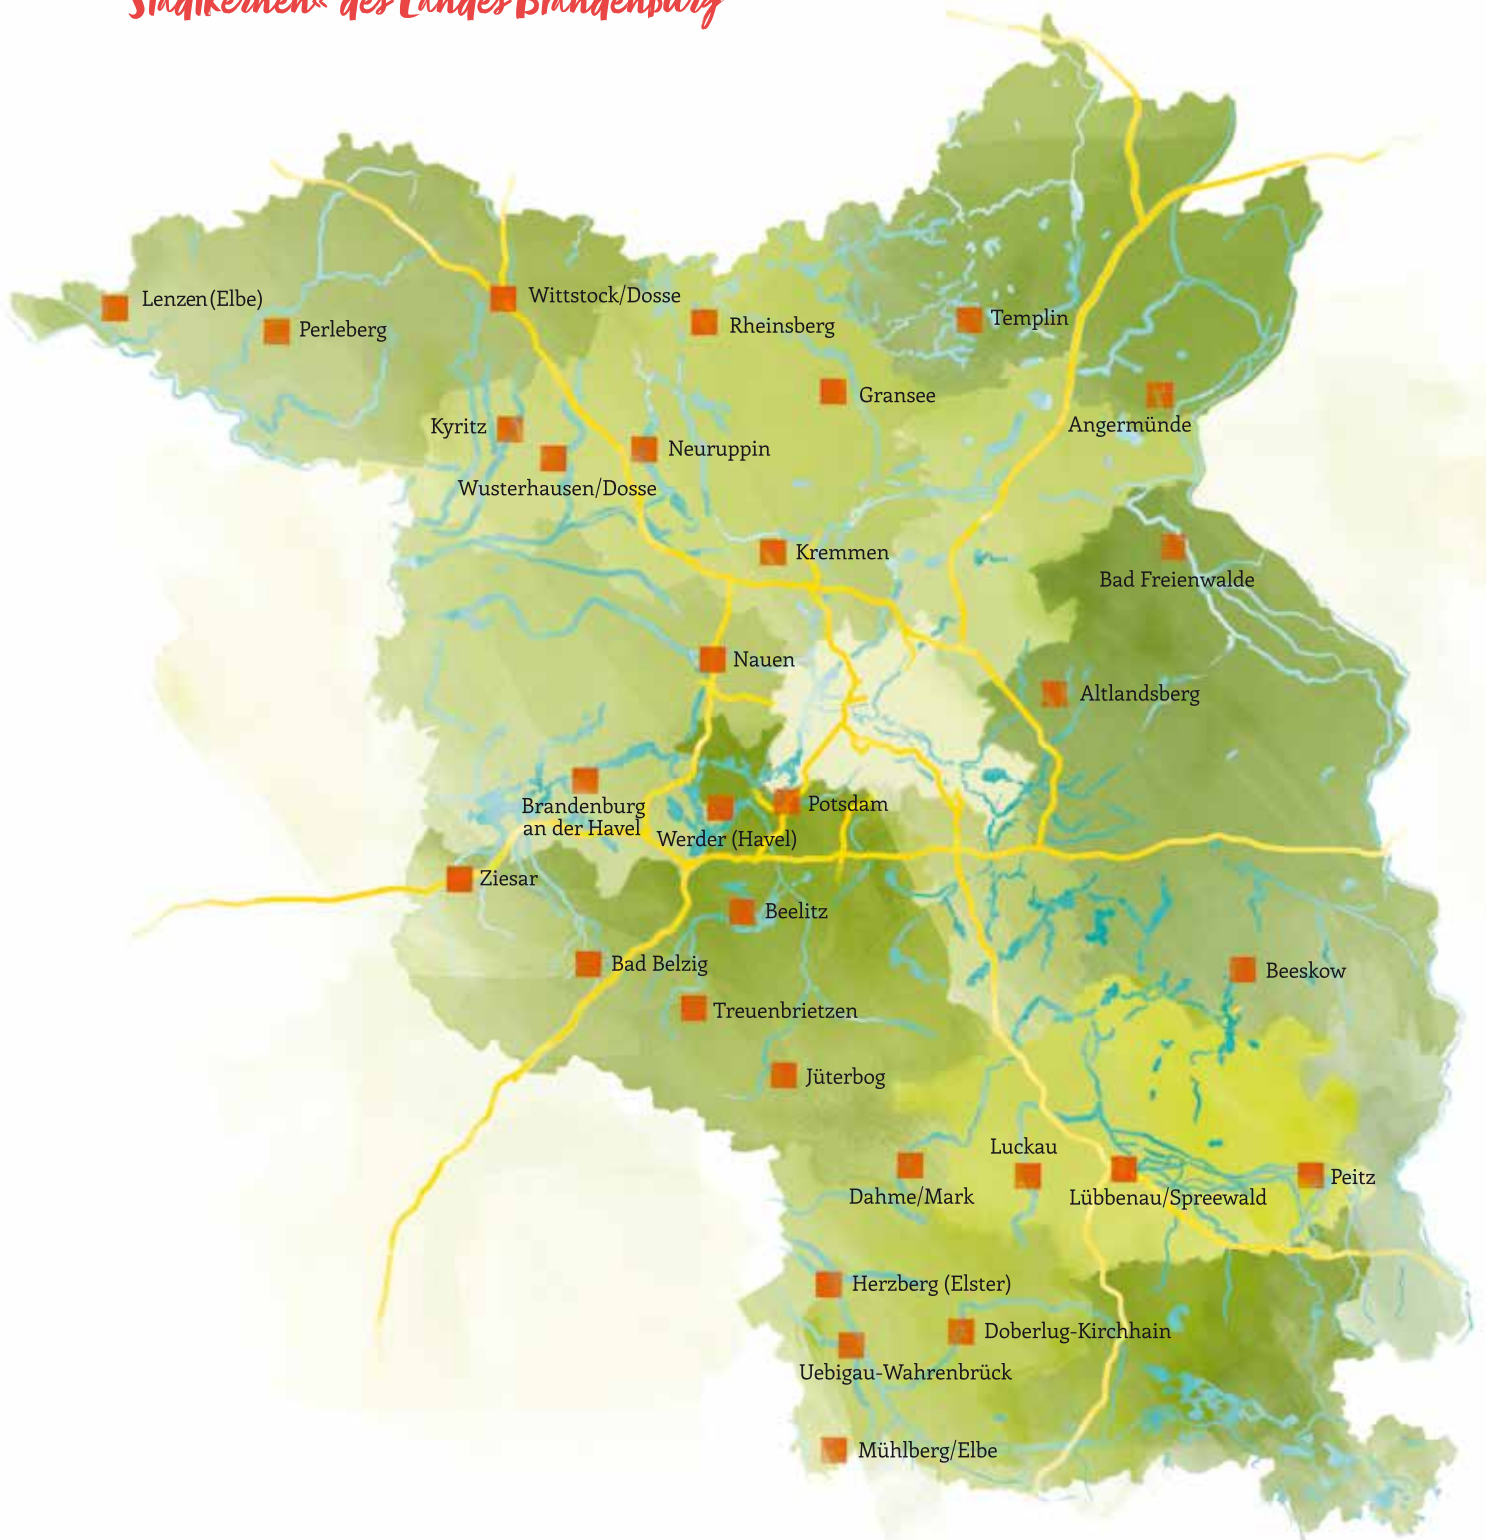 Stadtkernen« des Landes Brandenburg
Lenzen (Elbe)
Perleberg
Wittstock/Dosse
Rheinsberg
Templin
Gransee
Angermünde
Kyritz
Neuruppin
Wusterhausen/Dosse
Kremmen
Bad Freienwalde
Nauen
Altlandsberg
Brandenburg
an der Havel
Potsdam
Werder (Havel)
Ziesar
Beelitz
Bad Belzig
Beeskow
Treuenbrietzen
Jüterbog
Luckau
Dahme/Mark
Lübbenau/Spreewald
Peitz
Herzberg (Elster)
Doberlug-Kirchhain
Uebigau-Wahrenbrück
Mühlberg/Elbe